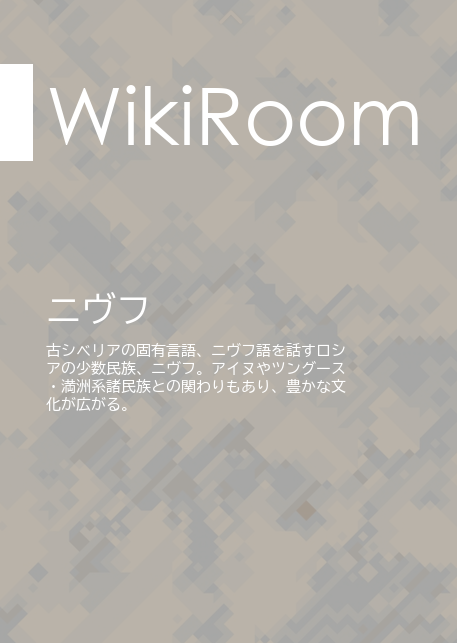 WikiRoom
ニヴフ
古シベリアの固有言語、ニヴフ語を話すロシ
アの少数民族、ニヴフ。アイヌやツングース
・満洲系諸民族との関わりもあり、豊かな文
化が広がる。